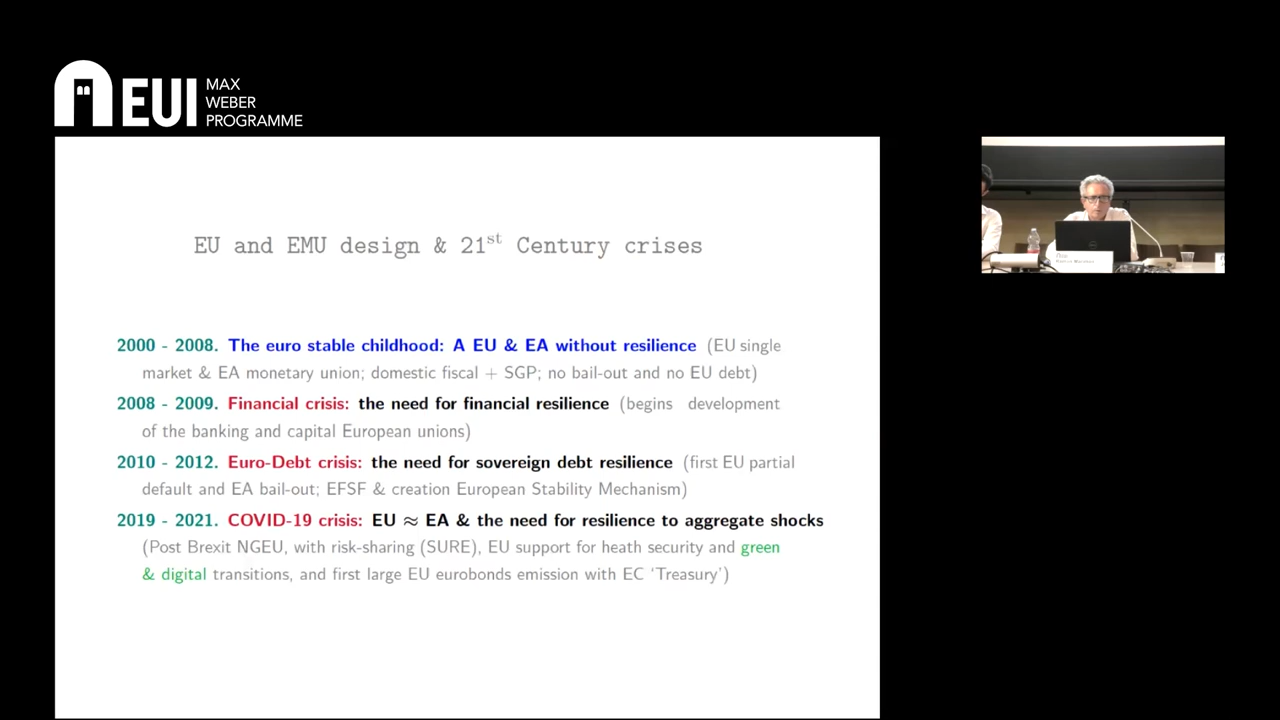 EUI
MAX
WEBER
PROGRAMME
EU and EMU design & 21st Century crises
2000 - 2008. The euro stable childhood: A EU & EA without resilience (EU single
market & EA monetary union; domestic fiscal + SGP; no bail-out and no EU debt)
2008 - 2009. Financial crisis: the need for financial resilience (begins development
of the banking and capital European unions)
2010 - 2012. Euro-Debt crisis: the need for sovereign debt resilience (first EU partial
default and EA bail-out; EFSF & creation European Stability Mechanism)
2019 - 2021. COVID-19 crisis: EU ≈ EA & the need for resilience to aggregate shocks
(Post Brexit NGEU, with risk-sharing (SURE), EU support for heath security and green
& digital transitions, and first large EU eurobonds emission with EC ‘Treasury’)